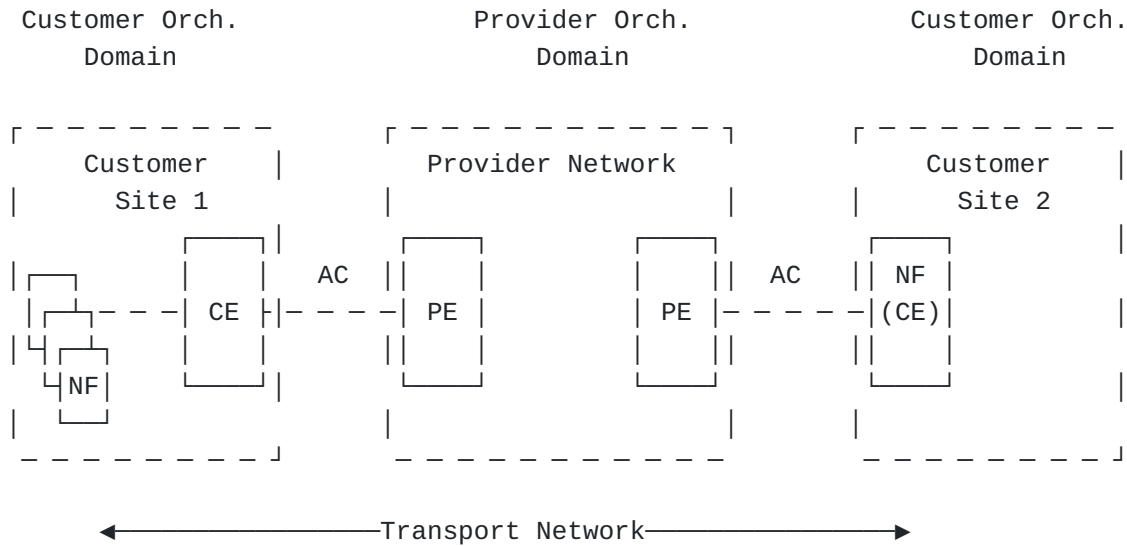 Customer Orch. Provider Orch. Customer Orch.
Domain Domain Domain
Customer Provider Network Customer
Site 1 Site 2
AC AC NF
CE PE PE (CE)
NF
Transport Network